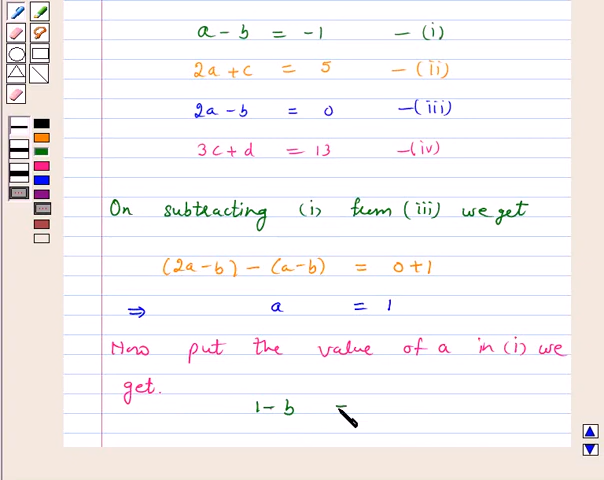 a - b = -1 - (i)
2a + c = 5 - (ii)
2a - b = 0 - (iii)
3c + d = 13 - (iv)
On subtracting (i) from (iii) we get
(2a - b) - (a - b) = 0 + 1
⇒ a = 1
Now put the value of a in (i) we
get.
1 - b =